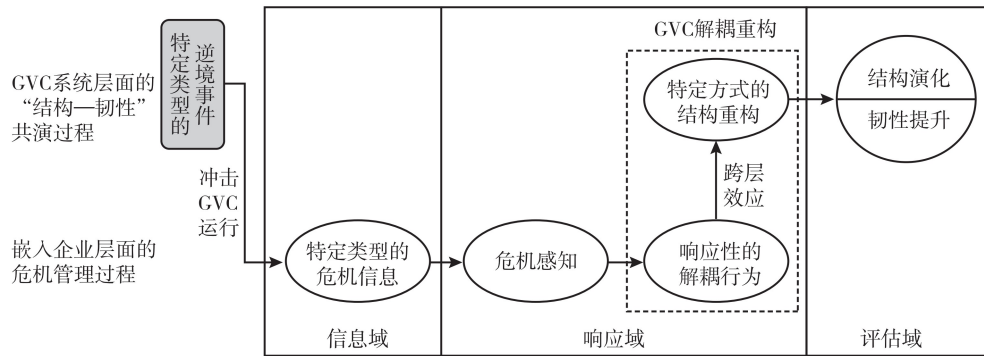 GVC系统层面的
“结构—韧性”
共演过程
特定类型的
逆境事件
冲击
GVC
运行
嵌入企业层面的
危机管理过程
特定类型的
危机信息
危机感知
GVC解耦重构
特定方式的
结构重构
跨层
效应
响应性的
解耦行为
结构演化
韧性提升
信息域
响应域
评估域